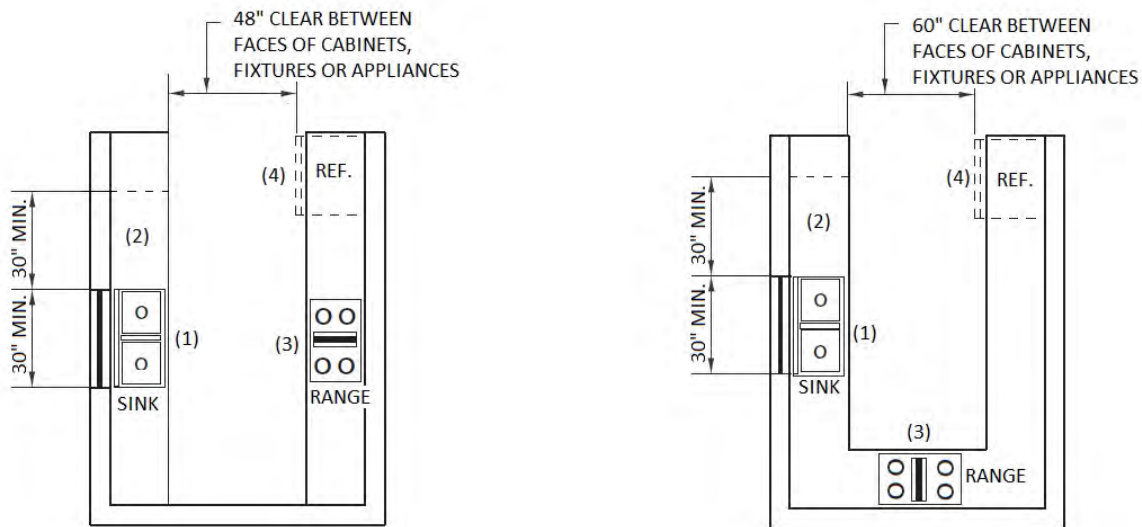 48" CLEAR BETWEEN
FACES OF CABINETS,
FIXTURES OR APPLIANCES
(4)
REF.
30" MIN.
(2)
30" MIN.
(1)
(3)
SINK
RANGE
60" CLEAR BETWEEN
FACES OF CABINETS,
FIXTURES OR APPLIANCES
(4)
REF.
30" MIN.
(2)
30" MIN.
(1)
SINK
(3)
RANGE